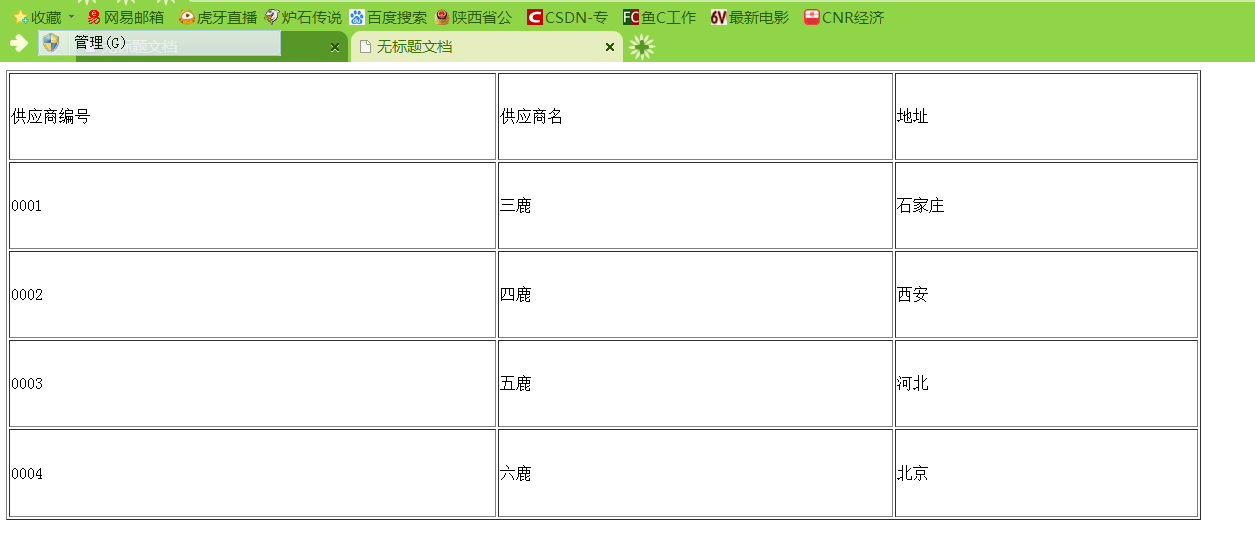 收藏 网易邮箱 虎牙直播 炉石传说 百度搜索 陕西省公 CSDN-专 鱼C工作 最新电影 CNR经济
管理(G) 标题文档 无标题文档
供应商编号 供应商名 地址
0001 三鹿 石家庄
0002 四鹿 西安
0003 五鹿 河北
0004 六鹿 北京